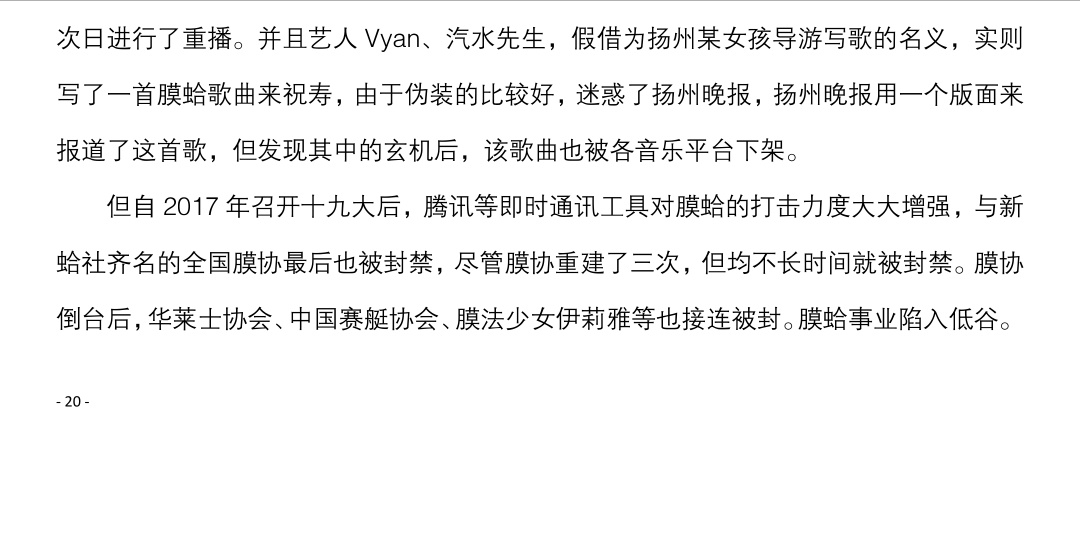 次日进行了重播。并且艺人 Vyan、汽水先生，假借为扬州某女孩导游写歌的名义，实则
写了一首膜蛤歌曲来祝寿，由于伪装的比较好，迷惑了扬州晚报，扬州晚报用一个版面来
报道了这首歌，但发现其中的玄机后，该歌曲也被各音乐平台下架。
但自 2017 年召开十九大后，腾讯等即时通讯工具对膜蛤的打击力度大大增强，与新
蛤社齐名的全国膜协最后也被封禁，尽管膜协重建了三次，但均不长时间就被封禁。膜协
倒台后，华莱士协会、中国赛艇协会、膜法少女伊莉雅等也接连被封。膜蛤事业陷入低谷。
- 20 -